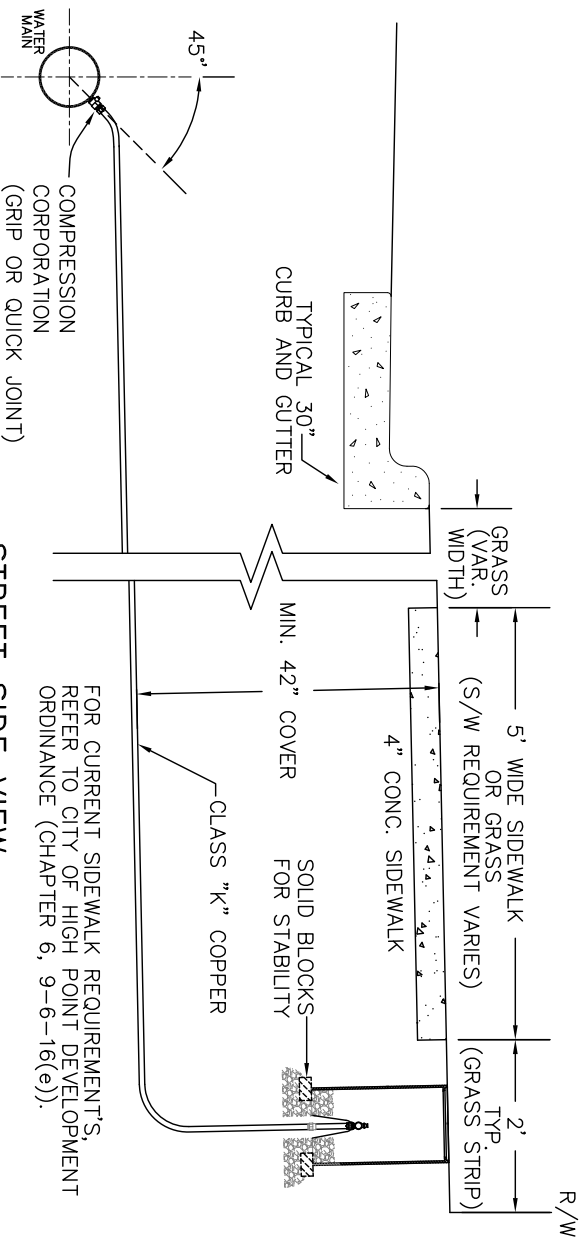 R/W
GRASS
(VAR.
WIDTH)
5' WIDE SIDEWALK
OR GRASS
(S/W REQUIREMENT VARIES)
2'
TYP.
(GRASS STRIP)
4" CONC. SIDEWALK
TYPICAL 30"
CURB AND GUTTER
MIN. 42" COVER
SOLID BLOCKS
FOR STABILITY
45°
CLASS "K" COPPER
WATER
MAIN
COMPRESSION
CORPORATION
(GRIP OR QUICK JOINT)
FOR CURRENT SIDEWALK REQUIREMENT'S,
REFER TO CITY OF HIGH POINT DEVELOPMENT
ORDINANCE (CHAPTER 6, 9-6-16(e)).
STREET SIDE VIEW